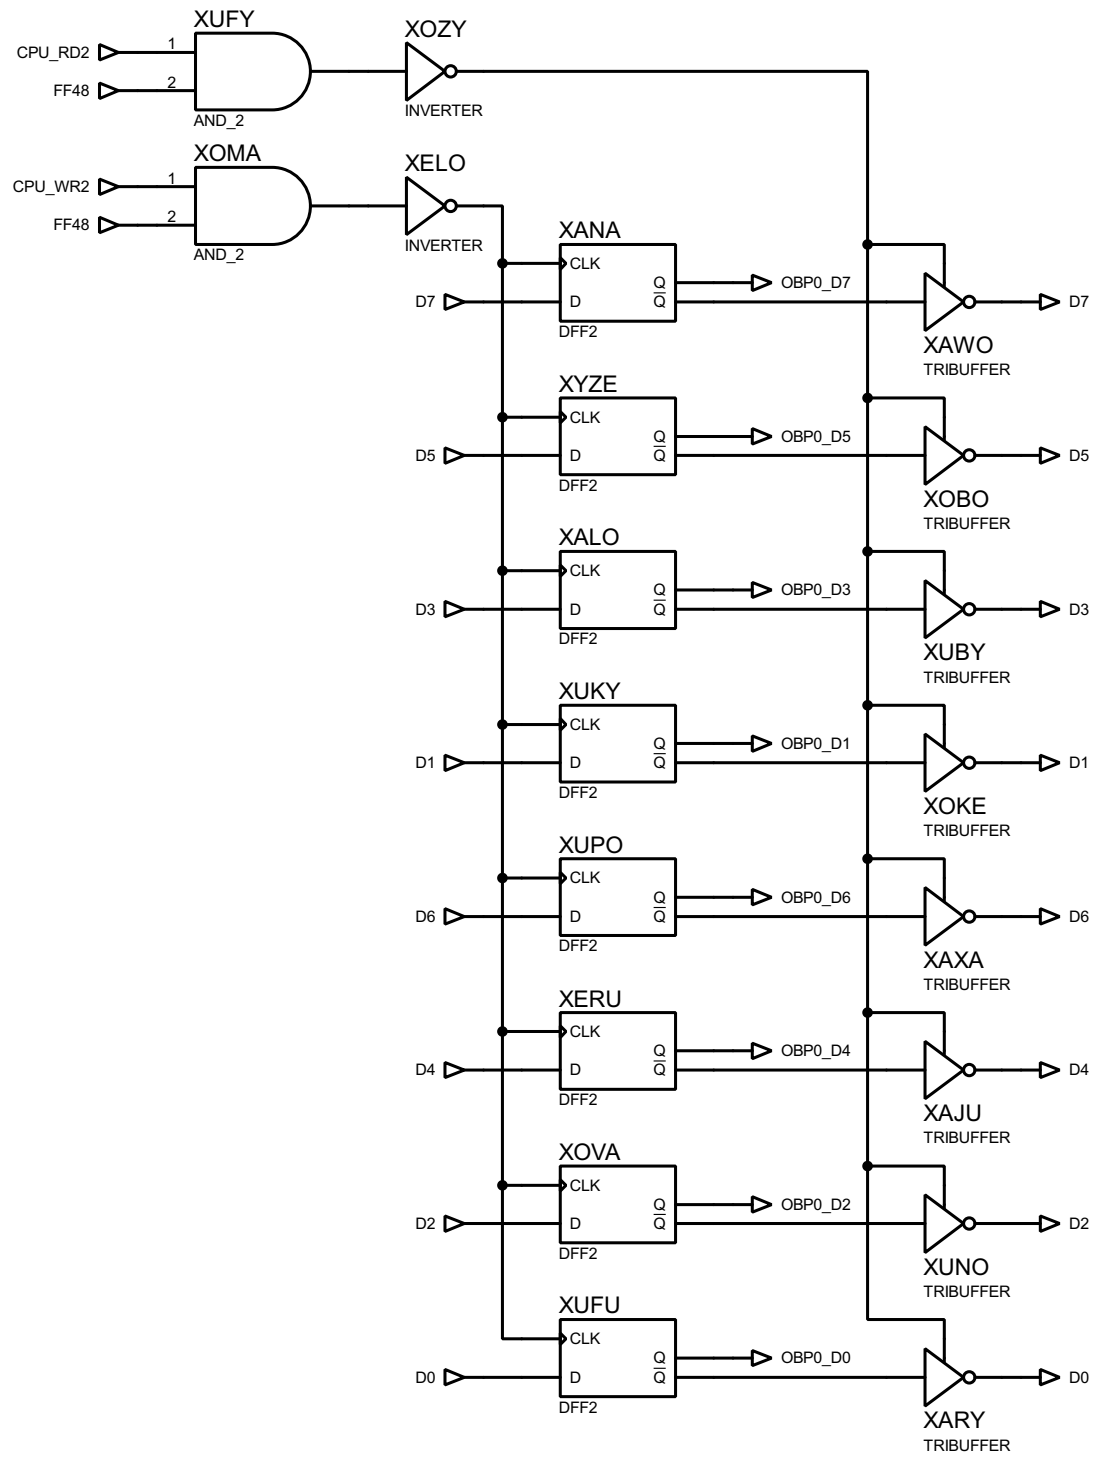 XUFY
CPU_RD2 1
FF48 2
AND_2
XOZY
INVERTER
XOMA
CPU_WR2 1
FF48 2
AND_2
XELO
INVERTER
XANA
CLK
D7 D
Q
Q
DFF2
OBP0_D7
D7
XAWO
TRIBUFFER
XYZE
CLK
D5 D
Q
Q
DFF2
OBP0_D5
D5
XOBO
TRIBUFFER
XALO
CLK
D3 D
Q
Q
DFF2
OBP0_D3
D3
XUBY
TRIBUFFER
XUKY
CLK
D1 D
Q
Q
DFF2
OBP0_D1
D1
XOKE
TRIBUFFER
XUPO
CLK
D6 D
Q
Q
DFF2
OBP0_D6
D6
XAXA
TRIBUFFER
XERU
CLK
D4 D
Q
Q
DFF2
OBP0_D4
D4
XAJU
TRIBUFFER
XOVA
CLK
D2 D
Q
Q
DFF2
OBP0_D2
D2
XUNO
TRIBUFFER
XUFU
CLK
D0 D
Q
Q
DFF2
OBP0_D0
D0
XARY
TRIBUFFER